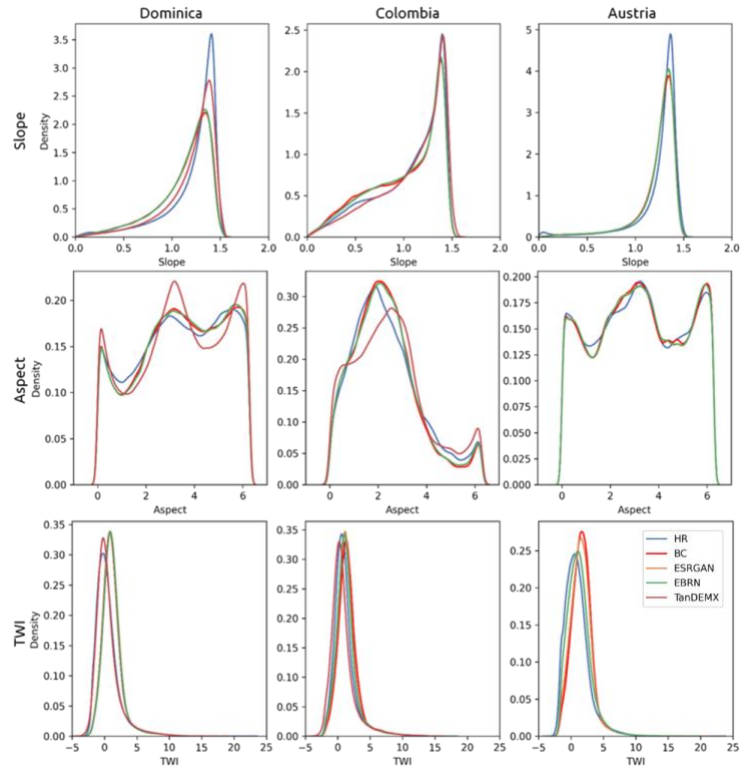 Dominica Colombia Austria
Slope
Density
3.5
3.0
2.5
2.0
1.5
1.0
0.5
0.0
0.0 0.5 1.0 1.5 2.0
Slope
2.5
2.0
1.5
1.0
0.5
0.0
0.0 0.5 1.0 1.5 2.0
Slope
5
4
3
2
1
0
0.0 0.5 1.0 1.5 2.0
Slope
Aspect
Density
0.20
0.15
0.10
0.05
0.00
0 2 4 6
Aspect
0.30
0.25
0.20
0.15
0.10
0.05
0.00
0 2 4 6
Aspect
0.200
0.175
0.150
0.125
0.100
0.075
0.050
0.025
0.000
0 2 4 6
Aspect
TWI
Density
0.35
0.30
0.25
0.20
0.15
0.10
0.05
0.00
-5 0 5 10 15 20 25
TWI
0.35
0.30
0.25
0.20
0.15
0.10
0.05
0.00
-5 0 5 10 15 20 25
TWI
0.25
0.20
0.15
0.10
0.05
0.00
-5 0 5 10 15 20 25
TWI
HR
BC
ESRGAN
EBRN
TanDEMX